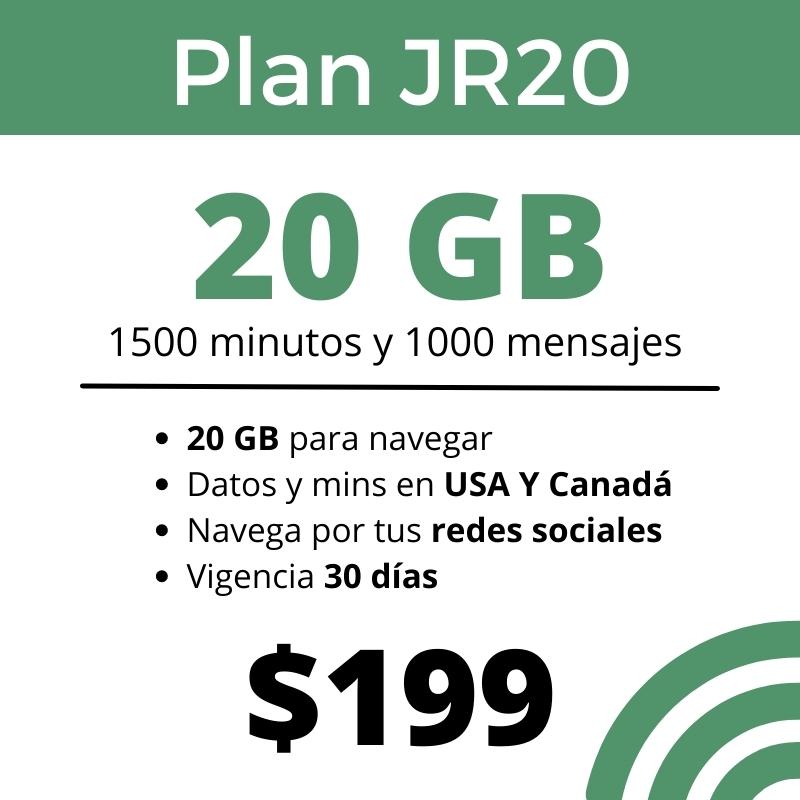 Plan JR20
20 GB
1500 minutos y 1000 mensajes
• 20 GB para navegar
• Datos y mins en USA Y Canadá
• Navega por tus redes sociales
• Vigencia 30 días
$199